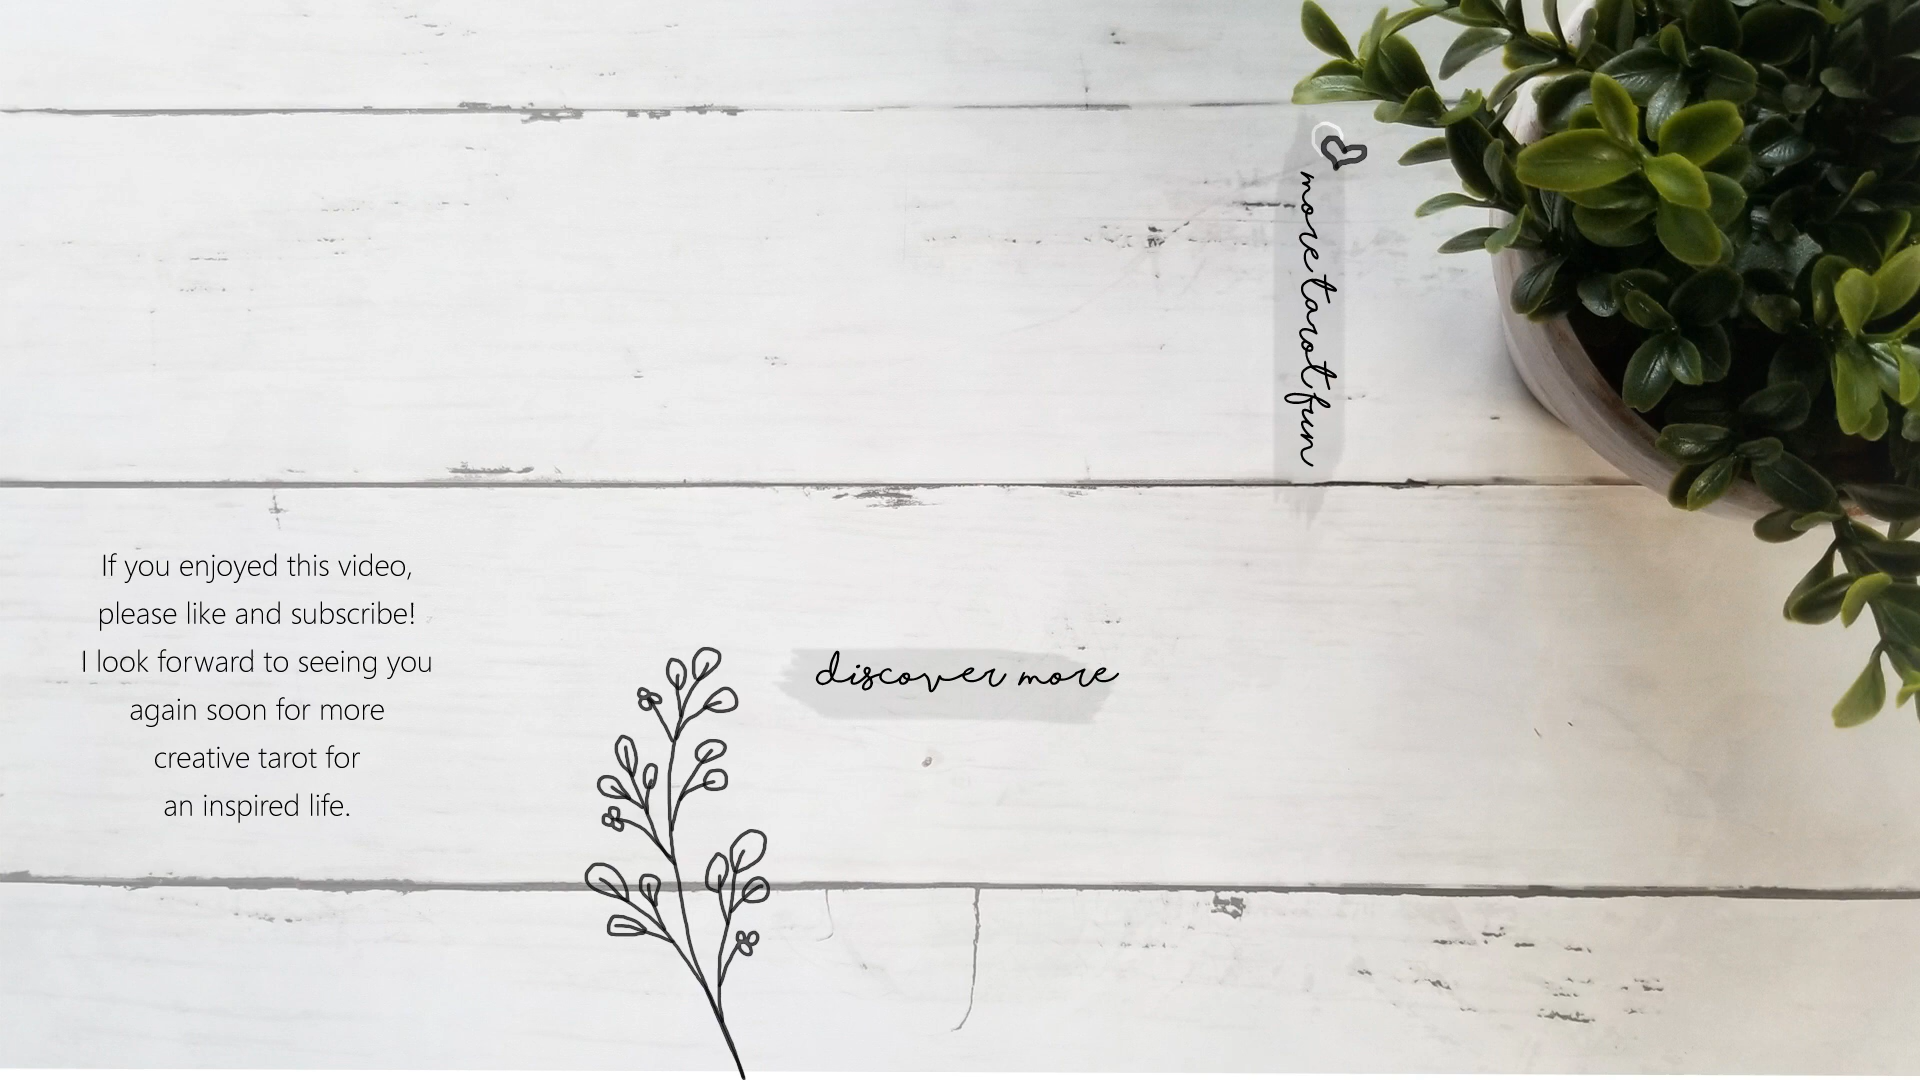 more tarot fun
If you enjoyed this video,
please like and subscribe!
I look forward to seeing you
again soon for more
creative tarot for
an inspired life.
discover more